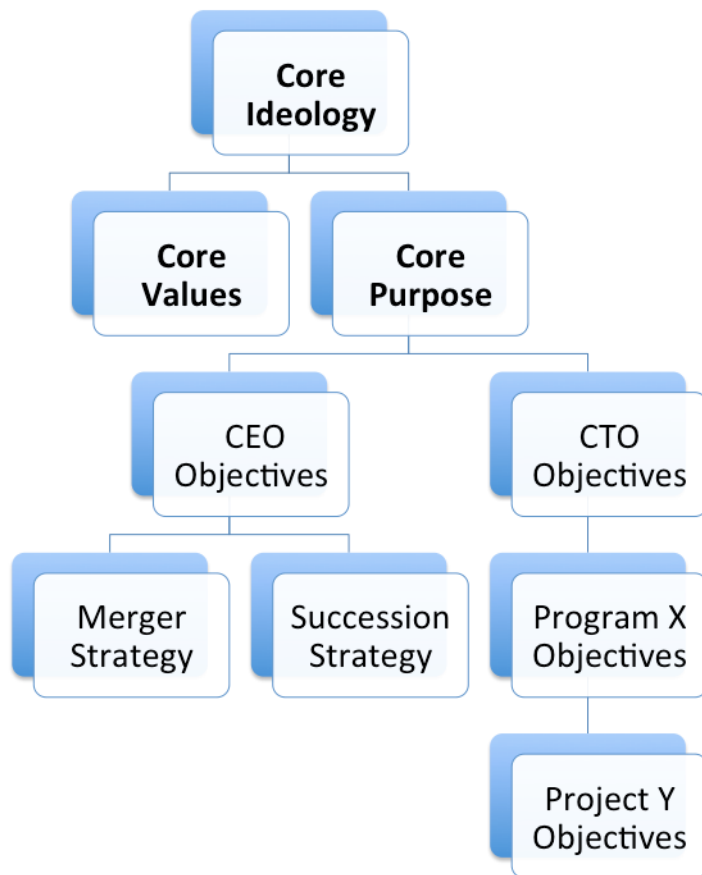 Core
Ideology
Core
Values
Core
Purpose
CEO
Objectives
CTO
Objectives
Merger
Strategy
Succession
Strategy
Program X
Objectives
Project Y
Objectives